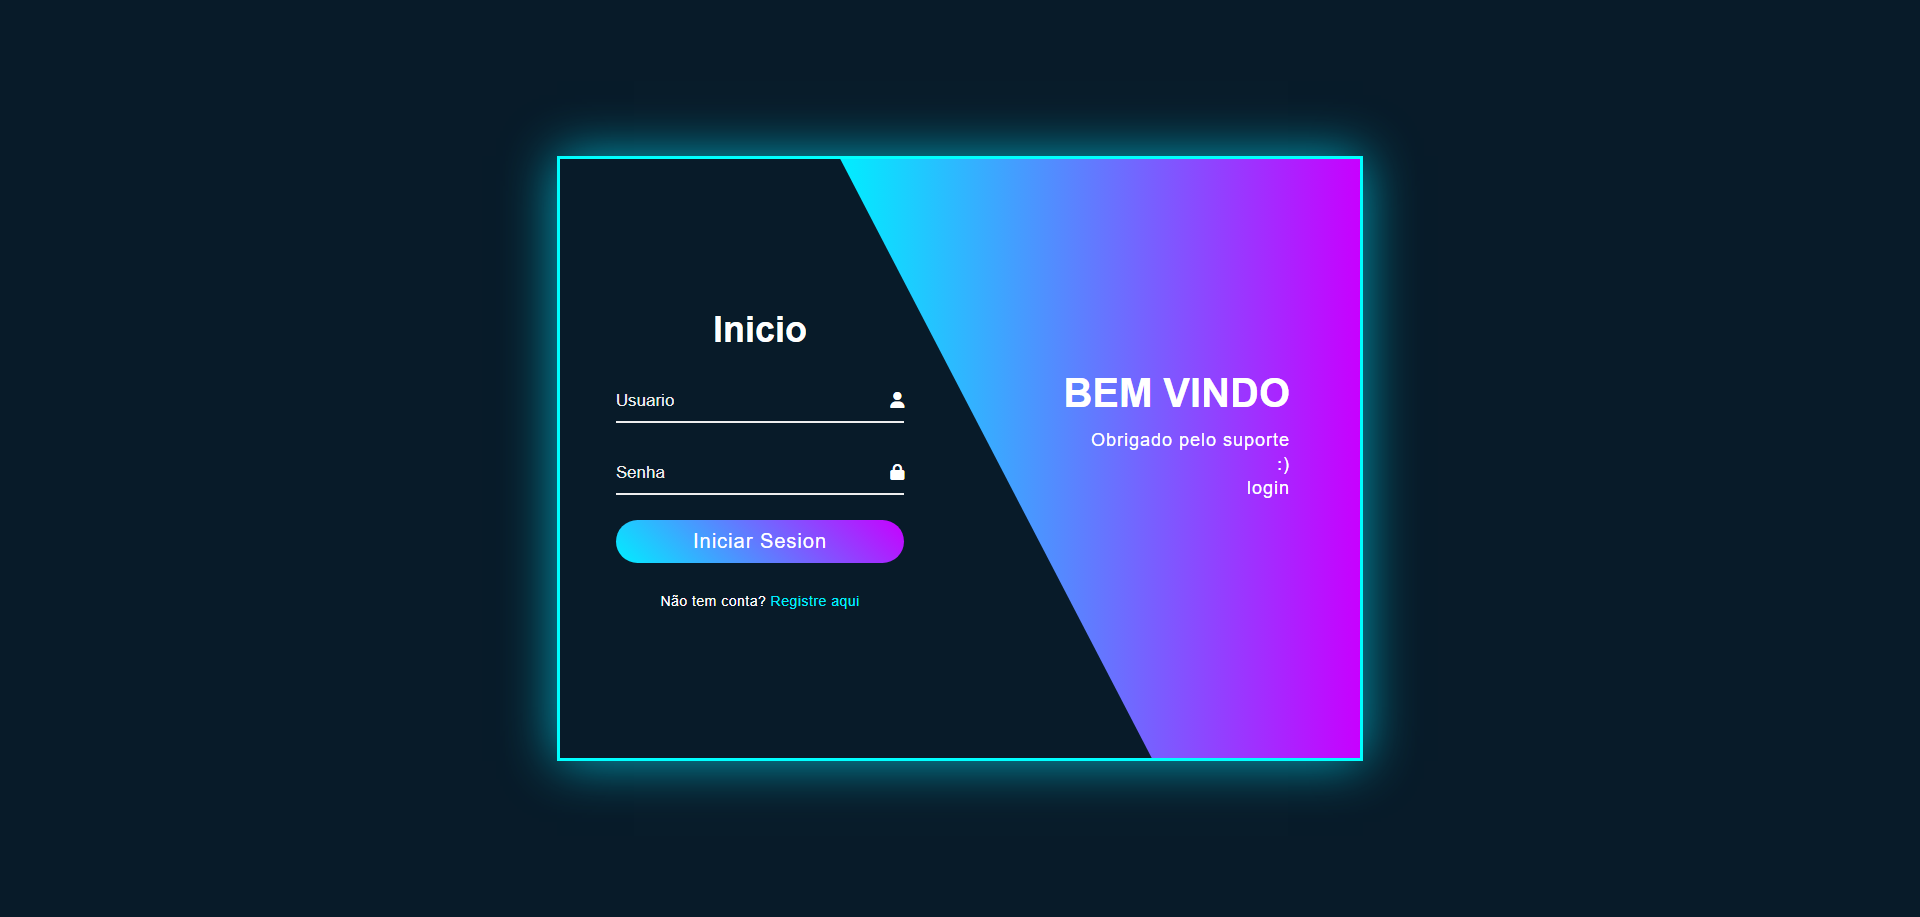 Inicio
Usuario
Senha
Iniciar Sesion
Não tem conta? Registre aqui
BEM VINDO
Obrigado pelo suporte
:)
login